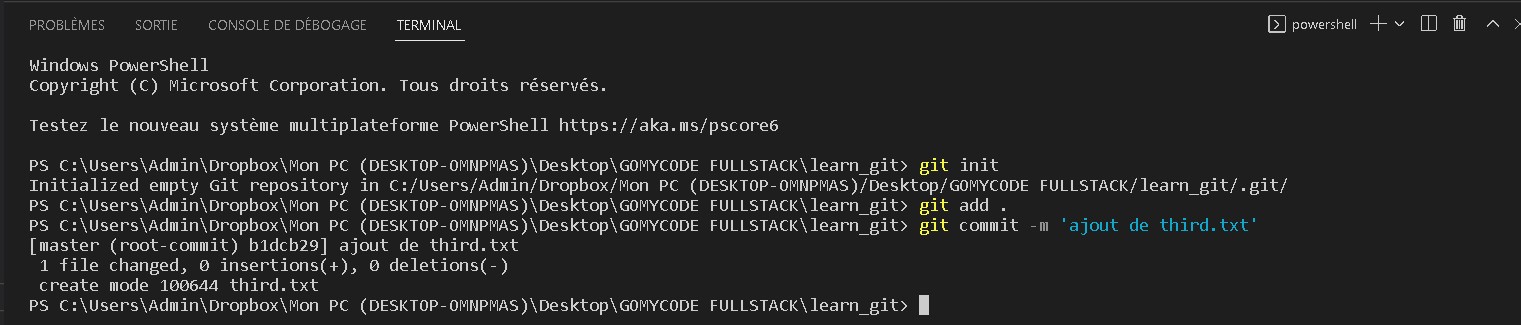 PROBLÈMES SORTIE CONSOLE DE DÉBOGAGE TERMINAL powershell
Windows PowerShell
Copyright (C) Microsoft Corporation. Tous droits réservés.
Testez le nouveau système multiplateforme PowerShell https://aka.ms/pscore6
PS C:\Users\Admin\Dropbox\Mon PC (DESKTOP-OMNPMAS)\Desktop\GOMYCODE FULLSTACK\learn_git> git init
Initialized empty Git repository in C:/Users/Admin/Dropbox/Mon PC (DESKTOP-OMNPMAS)/Desktop/GOMYCODE FULLSTACK/learn_git/.git/
PS C:\Users\Admin\Dropbox\Mon PC (DESKTOP-OMNPMAS)\Desktop\GOMYCODE FULLSTACK\learn_git> git add .
PS C:\Users\Admin\Dropbox\Mon PC (DESKTOP-OMNPMAS)\Desktop\GOMYCODE FULLSTACK\learn_git> git commit -m 'ajout de third.txt'
[master (root-commit) b1dcb29] ajout de third.txt
 1 file changed, 0 insertions(+), 0 deletions(-)
 create mode 100644 third.txt
PS C:\Users\Admin\Dropbox\Mon PC (DESKTOP-OMNPMAS)\Desktop\GOMYCODE FULLSTACK\learn_git>